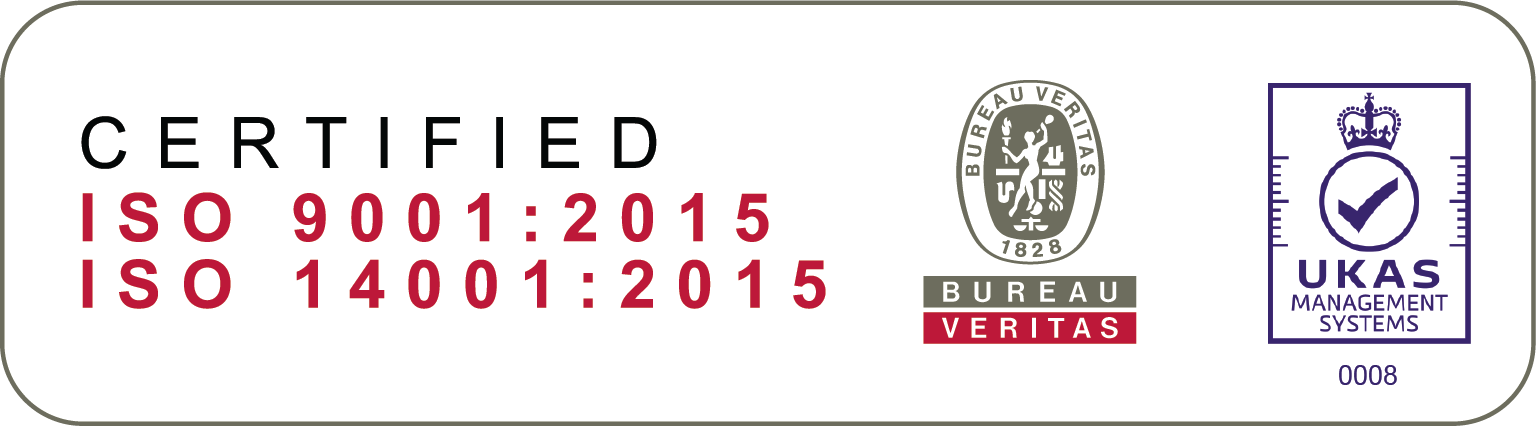 CERTIFIED
ISO 9001:2015
ISO 14001:2015
BUREAU VERITAS
1828
BUREAU
VERITAS
UKAS
MANAGEMENT
SYSTEMS
0008